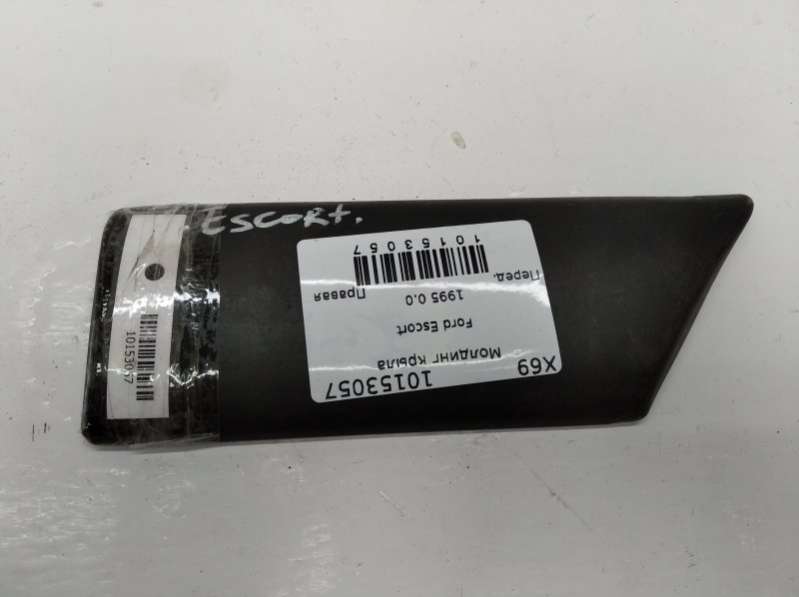 ESCORT.
X69
10153057
Молдинг крыла
Ford Escort
1995 0.0
Перед. Правая
10153057
10153057